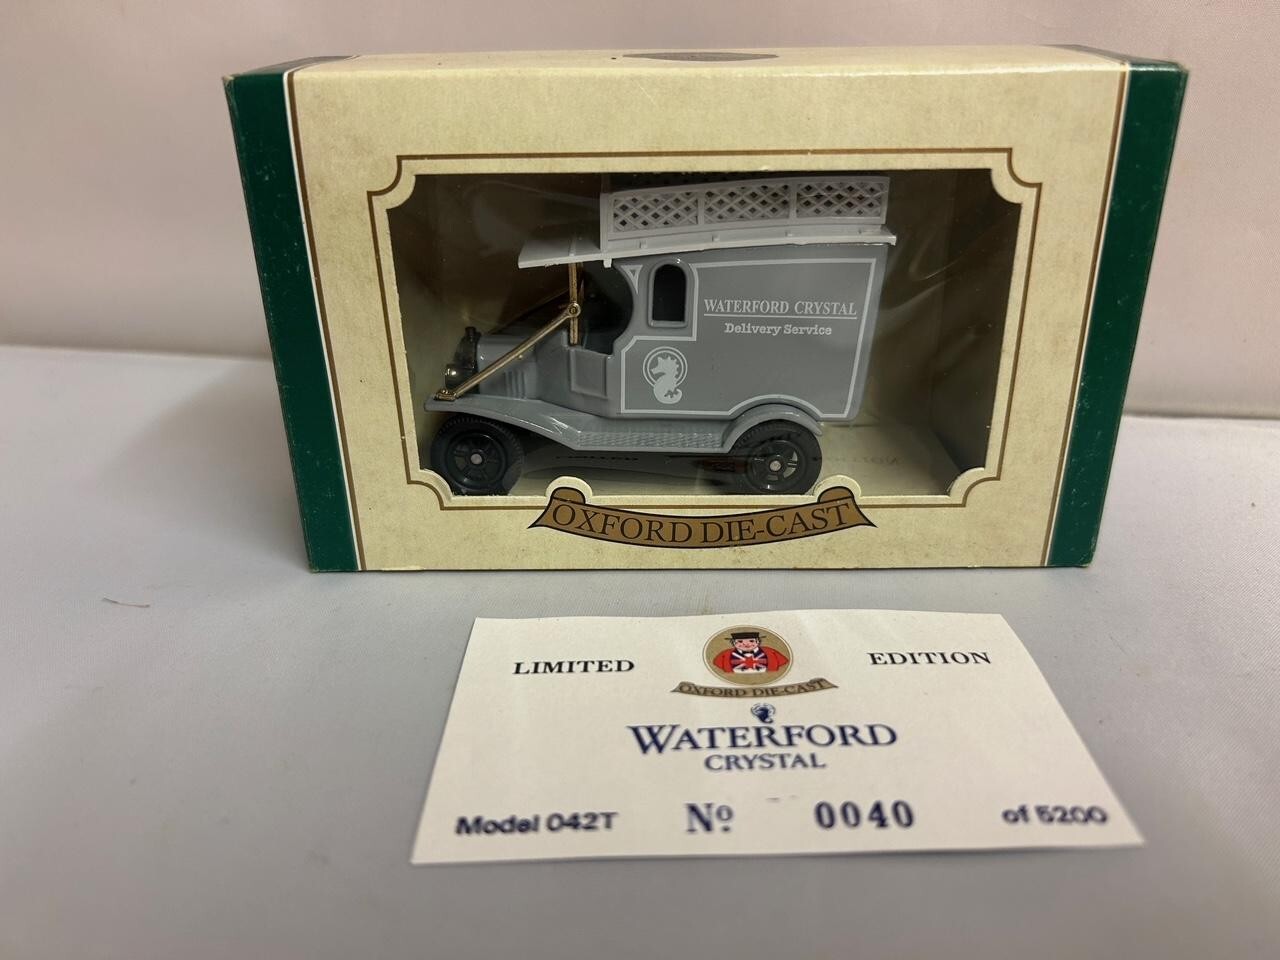 WATERFORD CRYSTAL
Delivery Service
OXFORD DIE-CAST
LIMITED EDITION
OXFORD DIE-CAST
WATERFORD
CRYSTAL
Model 042T Nº 0040 of 5200